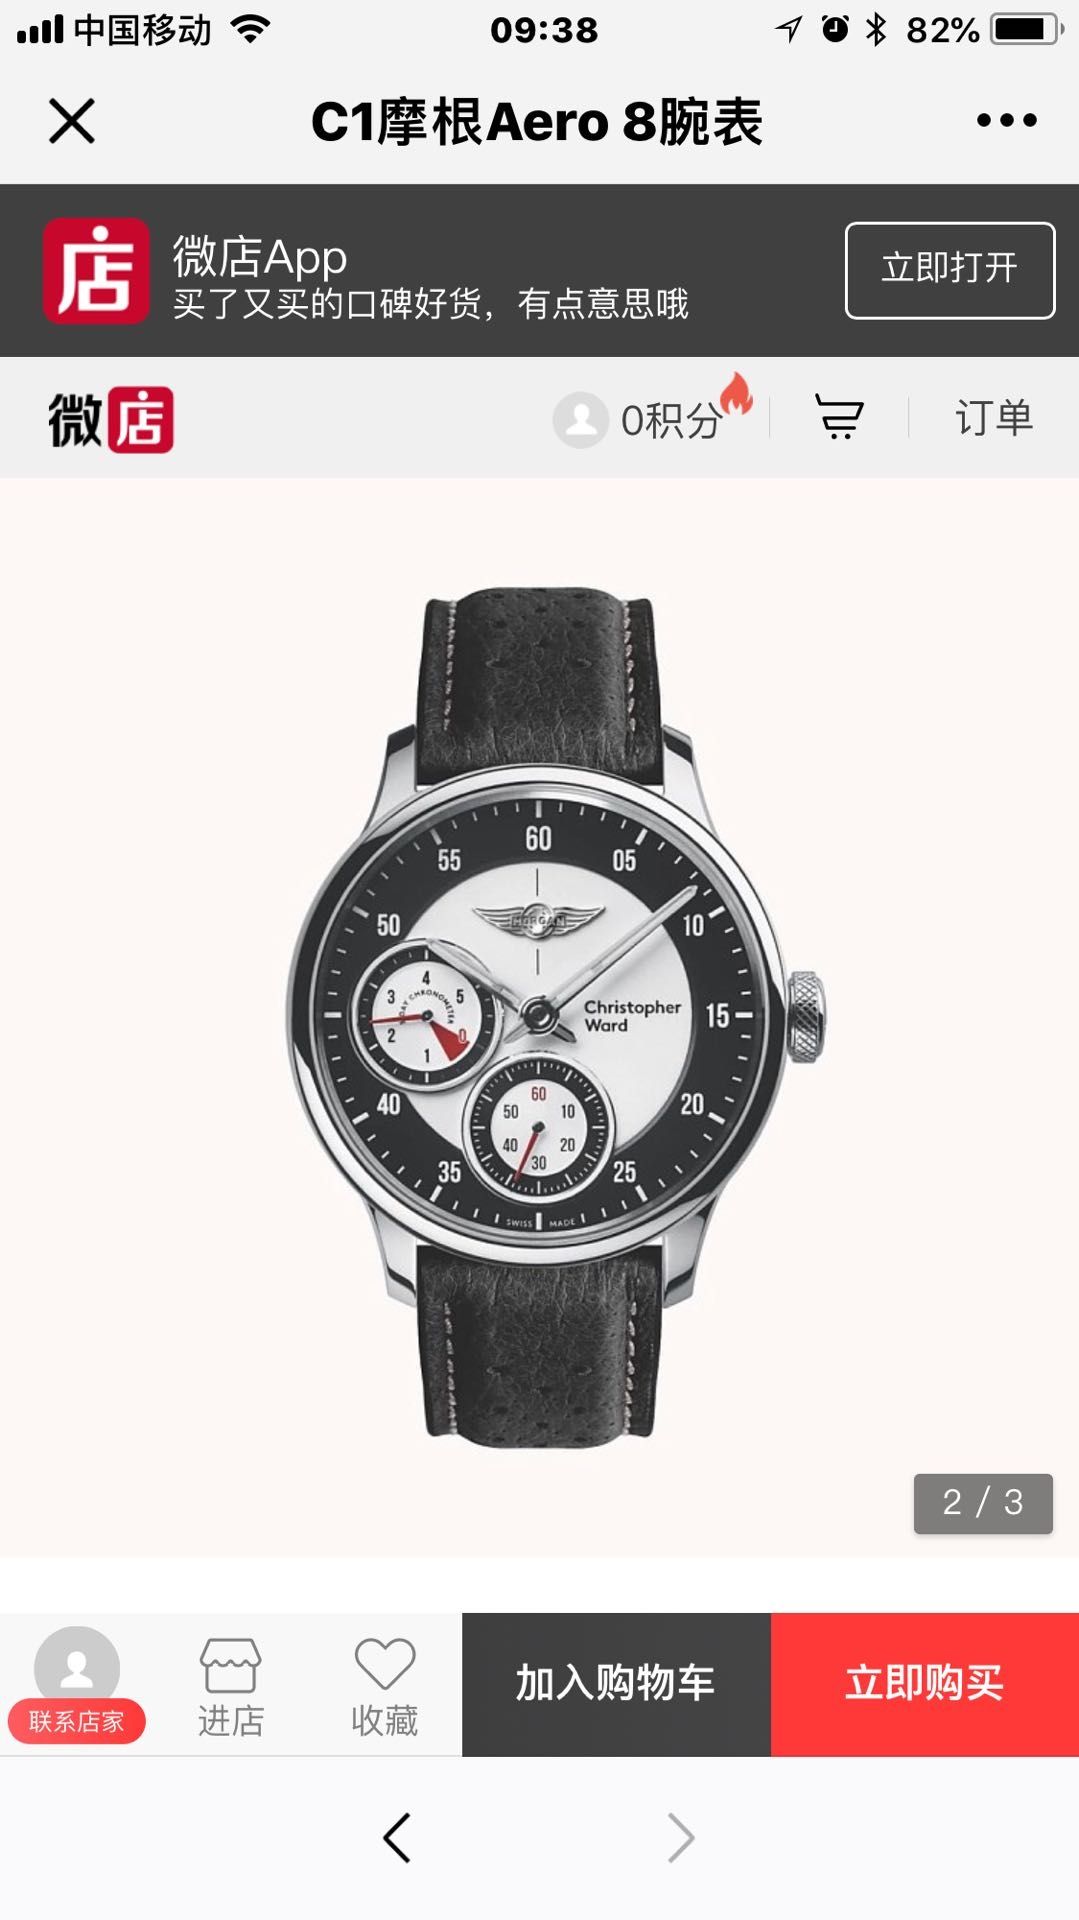 中国移动 09:38 82%
C1摩根Aero 8腕表
店 微店App
买了又买的口碑好货，有点意思哦
立即打开
微店 0积分 订单
60
55 05
50 10
MORGAN
4
3 5
DAY CHRONOMETER
2 0
1
Christopher
Ward
15
40 20
60
50 10
40 20
30
35 25
SWISS MADE
2 / 3
联系店家 进店 收藏 加入购物车 立即购买